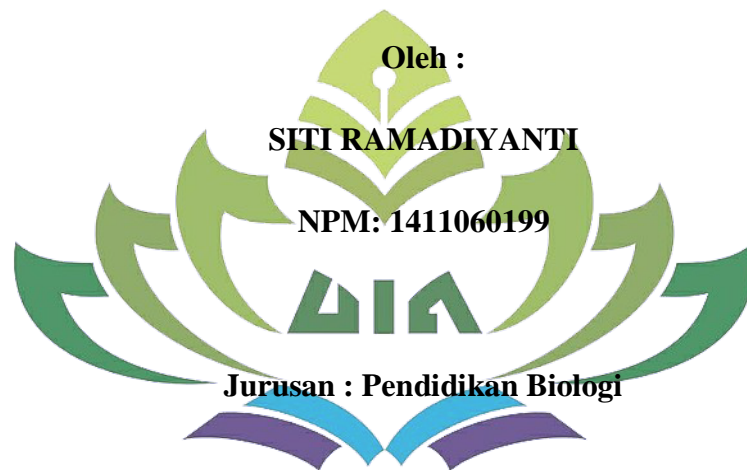 Oleh :
SITI RAMADIYANTI
NPM: 1411060199
UIN
Jurusan : Pendidikan Biologi